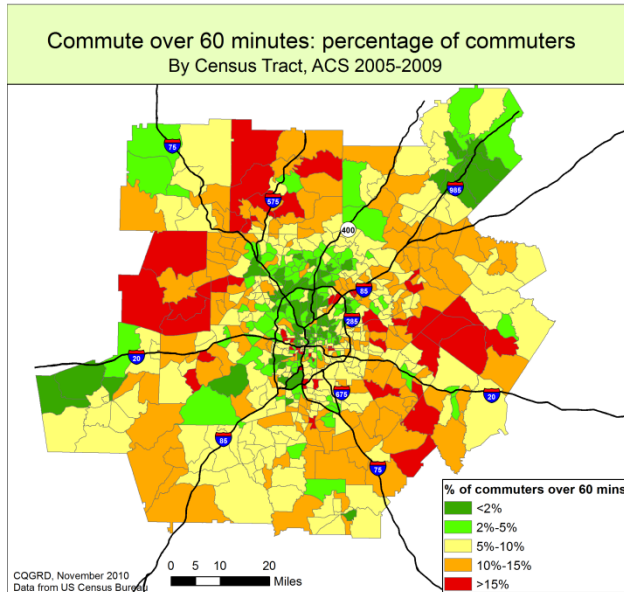 Commute over 60 minutes: percentage of commuters
By Census Tract, ACS 2005-2009
75
575
985
400
85
285
20
675
20
85
75
% of commuters over 60 mins
<2%
2%-5%
5%-10%
10%-15%
>15%
CQGRD, November 2010
Data from US Census Bureau
0 5 10 20
Miles